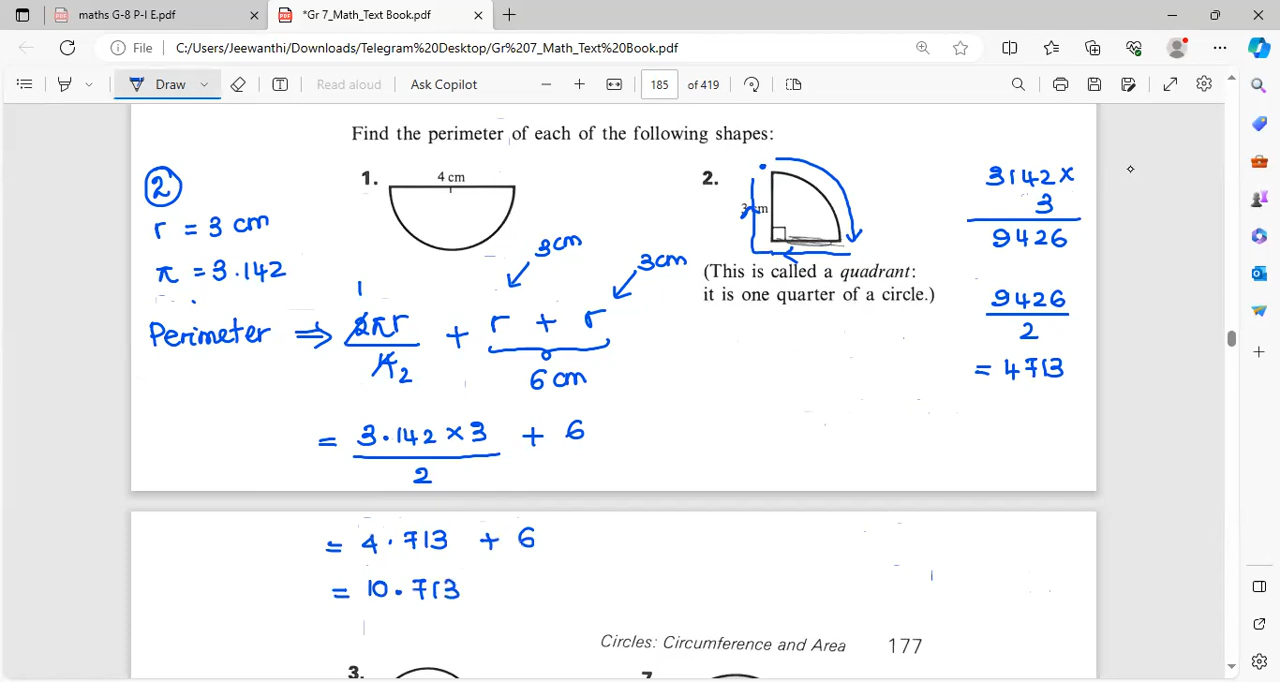 maths G-8 P-I E.pdf
*Gr 7_Math_Text Book.pdf
File
C:/Users/Jeewanthi/Downloads/Telegram%20Desktop/Gr%207_Math_Text%20Book.pdf
Draw
Read aloud
Ask Copilot
185 of 419
Find the perimeter of each of the following shapes:
②
r = 3 cm
π = 3.142
1.
4 cm
2.
(This is called a quadrant:
it is one quarter of a circle.)
3142 ×
3
9426
9426
2
= 4713
3cm
3cm
1
Perimeter ⇒ 2πr + r + r
4 2
6 cm
= 3.142 × 3 + 6
2
= 4.713 + 6
= 10.713
Circles: Circumference and Area 177
3.
7.